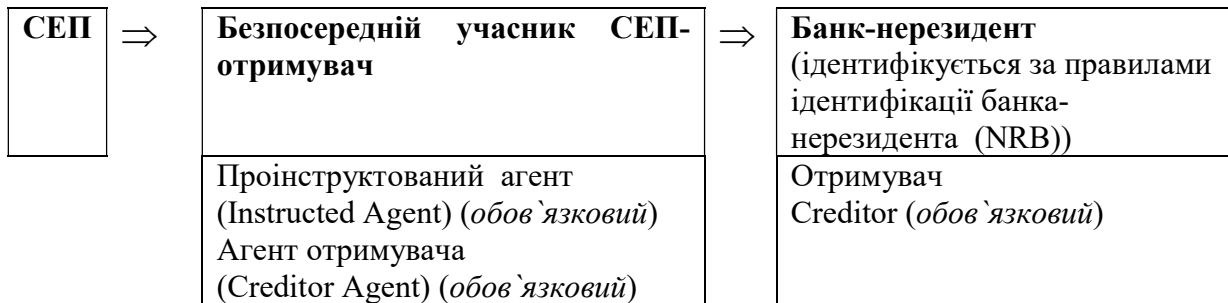 СЕП
⇒
Безпосередній учасник СЕП-
отримувач
⇒
Банк-нерезидент
(ідентифікується за правилами
ідентифікації банка-
нерезидента (NRB))
Проінструктований агент
(Instructed Agent) (обов`язковий)
Агент отримувача
(Creditor Agent) (обов`язковий)
Отримувач
Creditor (обов`язковий)